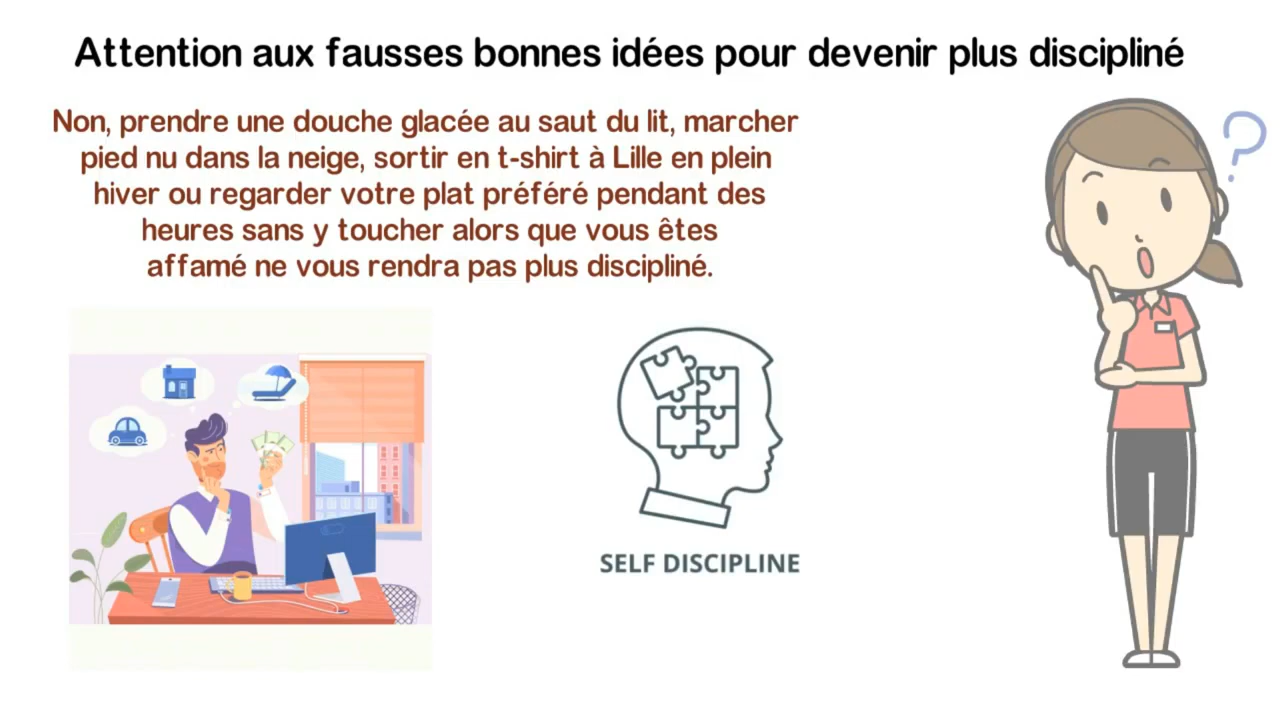 Attention aux fausses bonnes idées pour devenir plus discipliné
Non, prendre une douche glacée au saut du lit, marcher
pied nu dans la neige, sortir en t-shirt à Lille en plein
hiver ou regarder votre plat préféré pendant des
heures sans y toucher alors que vous êtes
affamé ne vous rendra pas plus discipliné.
?
SELF DISCIPLINE